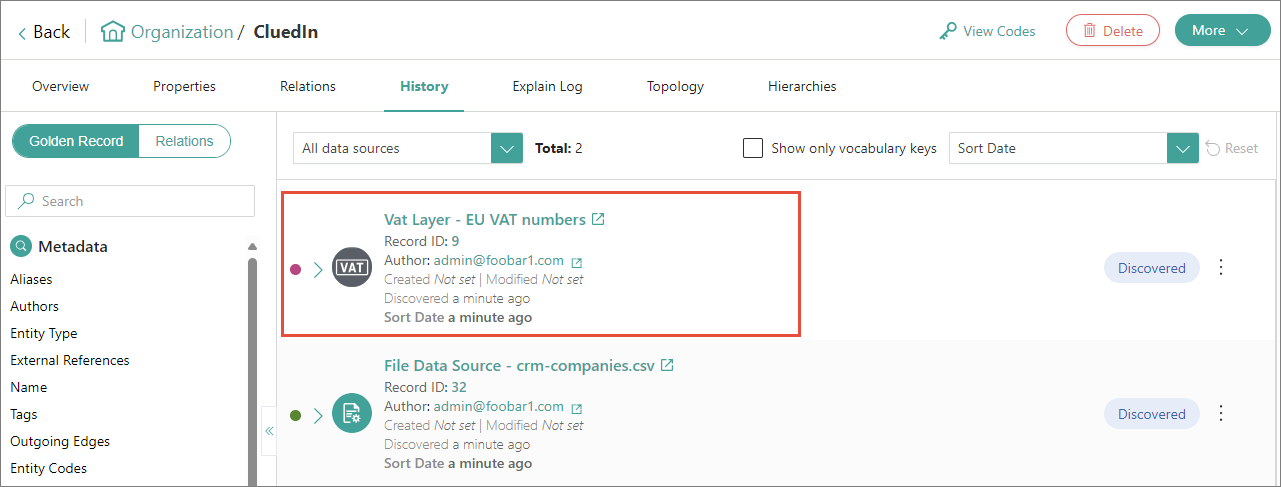 Back
Organization / CluedIn
View Codes
Delete
More
Overview
Properties
Relations
History
Explain Log
Topology
Hierarchies
Golden Record
Relations
Search
Metadata
Aliases
Authors
Entity Type
External References
Name
Tags
Outgoing Edges
Entity Codes
All data sources
Total: 2
Show only vocabulary keys
Sort Date
Reset
Vat Layer - EU VAT numbers
Record ID: 9
Author: admin@foobar1.com
Created Not set | Modified Not set
Discovered a minute ago
Sort Date a minute ago
VAT
Discovered
File Data Source - crm-companies.csv
Record ID: 32
Author: admin@foobar1.com
Created Not set | Modified Not set
Discovered a minute ago
Sort Date a minute ago
Discovered